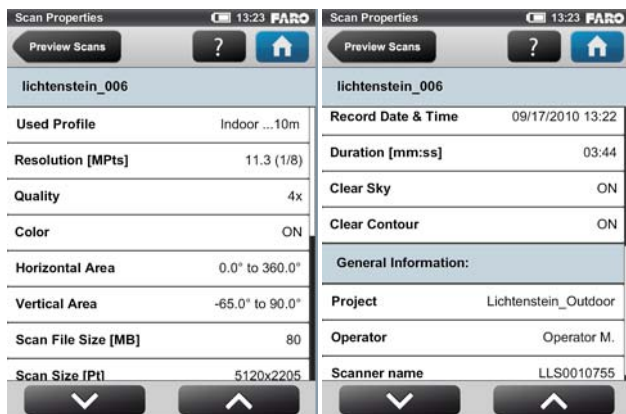 Scan Properties 13:23 FARO
Preview Scans ?
lichtenstein_006
Used Profile Indoor ...10m
Resolution [MPts] 11.3 (1/8)
Quality 4x
Color ON
Horizontal Area 0.0° to 360.0°
Vertical Area -65.0° to 90.0°
Scan File Size [MB] 80
Scan Size [Pt] 5120x2205
Scan Properties 13:23 FARO
Preview Scans ?
lichtenstein_006
Record Date & Time 09/17/2010 13:22
Duration [mm:ss] 03:44
Clear Sky ON
Clear Contour ON
General Information:
Project Lichtenstein_Outdoor
Operator Operator M.
Scanner name LLS0010755